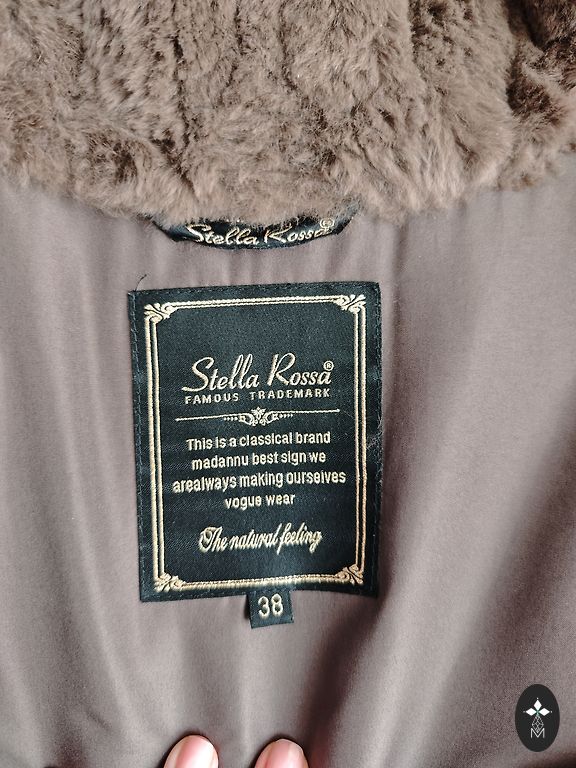 Stella Rossa®
Stella Rossa®
FAMOUS TRADEMARK
This is a classical brand
madannu best sign we
arealways making ourseives
vogue wear
The natural feeling
38
M